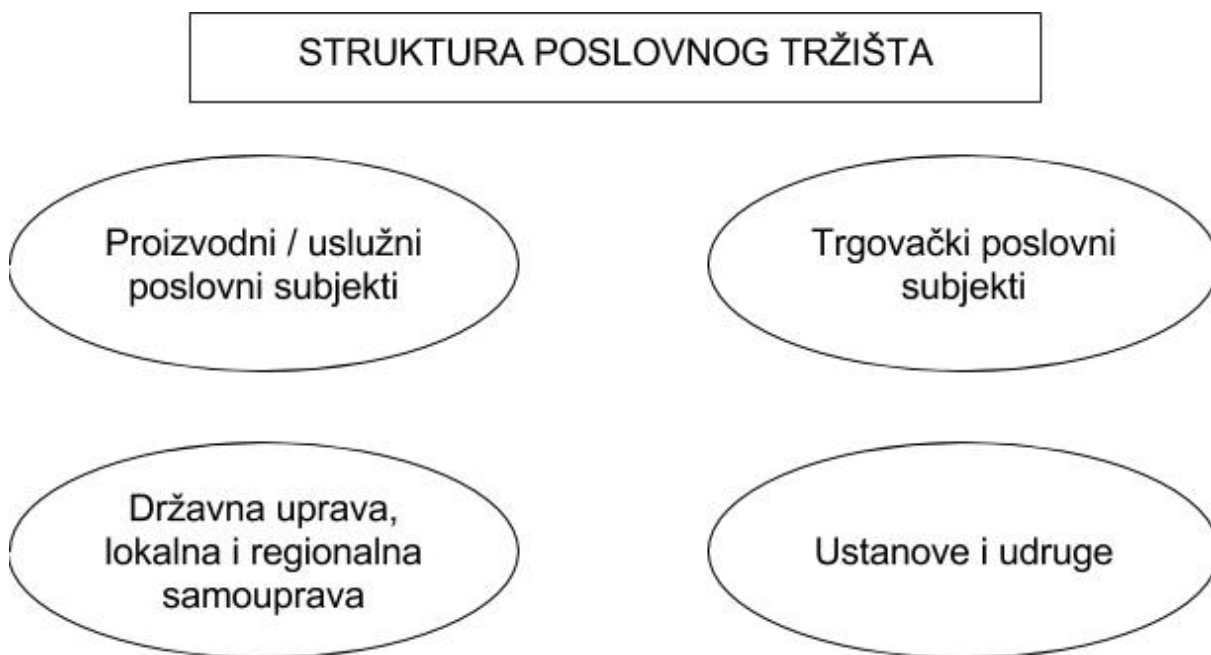 STRUKTURA POSLOVNOG TRŽIŠTA
Proizvodni / uslužni
poslovni subjekti
Trgovački poslovni
subjekti
Državna uprava,
lokalna i regionalna
samouprava
Ustanove i udruge